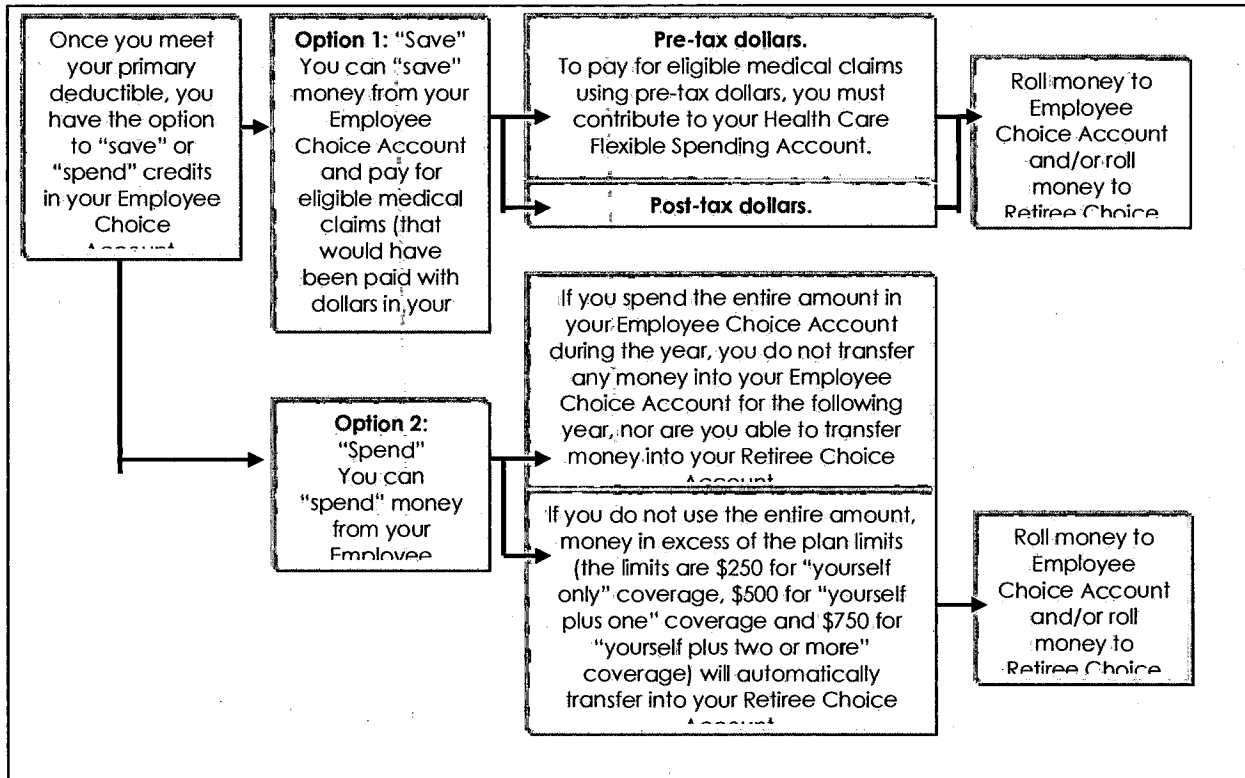 Once you meet
your primary
deductible, you
have the option
to “save” or
“spend” credits
in your Employee
Choice
Account
Option 1: “Save”
You can “save”
money from your
Employee
Choice Account
and pay for
eligible medical
claims (that
would have
been paid with
dollars in your
Pre-tax dollars.
To pay for eligible medical claims
using pre-tax dollars, you must
contribute to your Health Care
Flexible Spending Account.
Post-tax dollars.
Roll money to
Employee
Choice Account
and/or roll
money to
Retiree Choice
Option 2:
“Spend”
You can
“spend” money
from your
Employee
If you spend the entire amount in
your Employee Choice Account
during the year, you do not transfer
any money into your Employee
Choice Account for the following
year, nor are you able to transfer
money into your Retiree Choice
Account
If you do not use the entire amount,
money in excess of the plan limits
(the limits are $250 for “yourself
only” coverage, $500 for “yourself
plus one” coverage and $750 for
“yourself plus two or more”
coverage) will automatically
transfer into your Retiree Choice
Account
Roll money to
Employee
Choice Account
and/or roll
money to
Retiree Choice